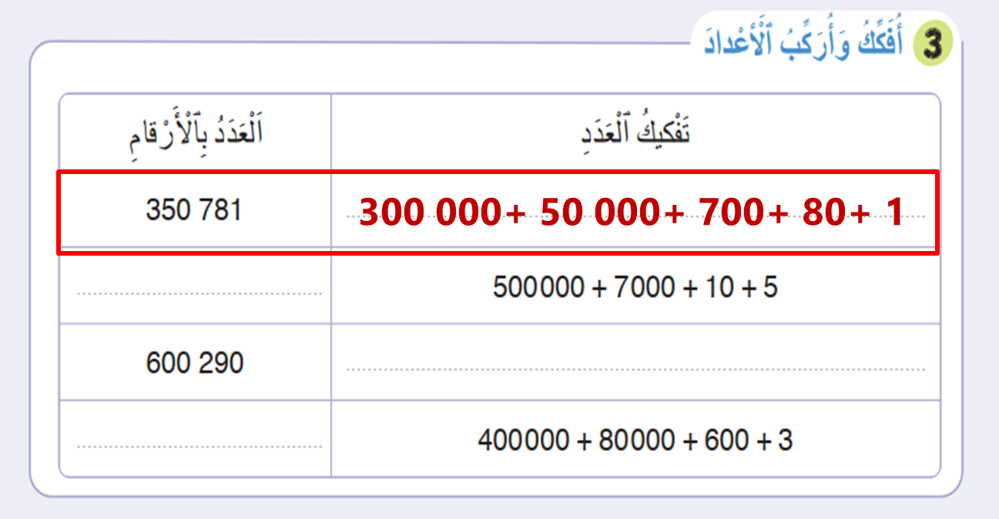 3 أُفَكِّكُ وَأُرَكِّبُ ٱلْأَعْدادَ
تَفْكيكُ ٱلْعَدَدِ اَلْعَدَدُ بِٱلْأَرْقامِ
350 781 300 000+ 50 000+ 700+ 80+ 1
500000 + 7000 + 10 + 5
600 290
400000 + 80000 + 600 + 3